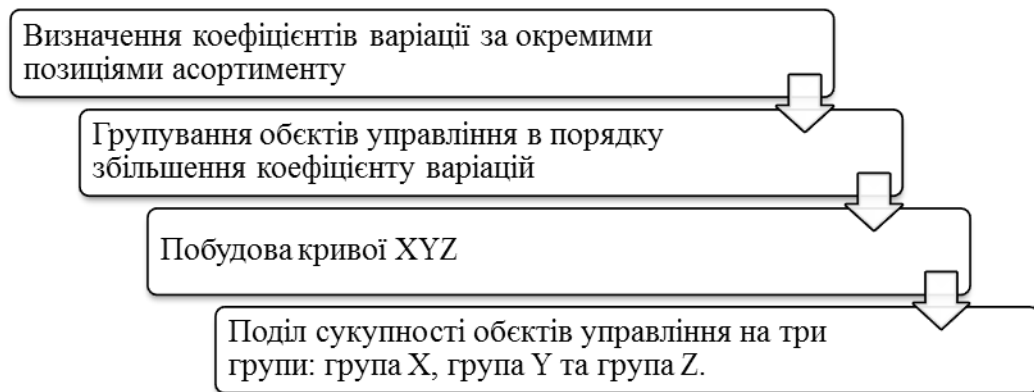 Визначення коефіцієнтів варіації за окремими
позиціями асортименту
Групування обєктів управління в порядку
збільшення коефіцієнту варіацій
Побудова кривої XYZ
Поділ сукупності обєктів управління на три
групи: група X, група Y та група Z.